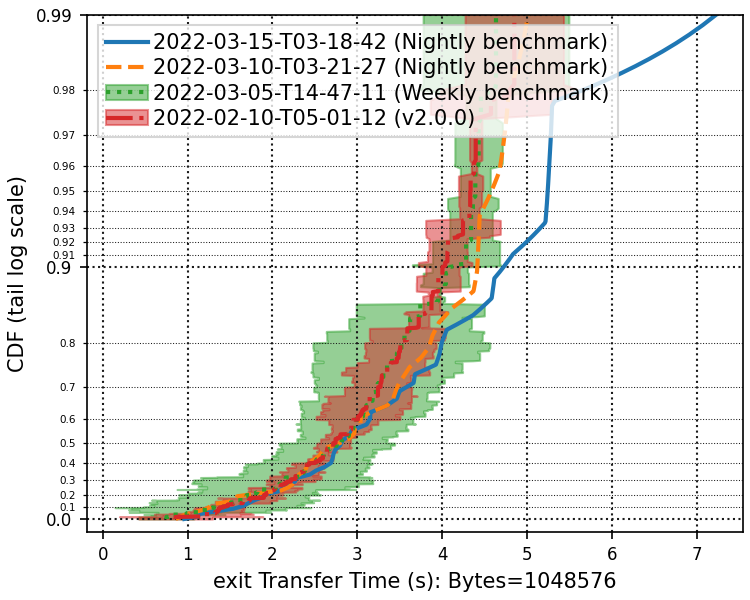 0.99
2022-03-15-T03-18-42 (Nightly benchmark)
2022-03-10-T03-21-27 (Nightly benchmark)
2022-03-05-T14-47-11 (Weekly benchmark)
2022-02-10-T05-01-12 (v2.0.0)
0.98
0.97
0.96
0.95
0.94
0.93
0.92
0.91
0.9
0.8
0.7
0.6
0.5
0.4
0.3
0.2
0.1
0.0
CDF (tail log scale)
0 1 2 3 4 5 6 7
exit Transfer Time (s): Bytes=1048576